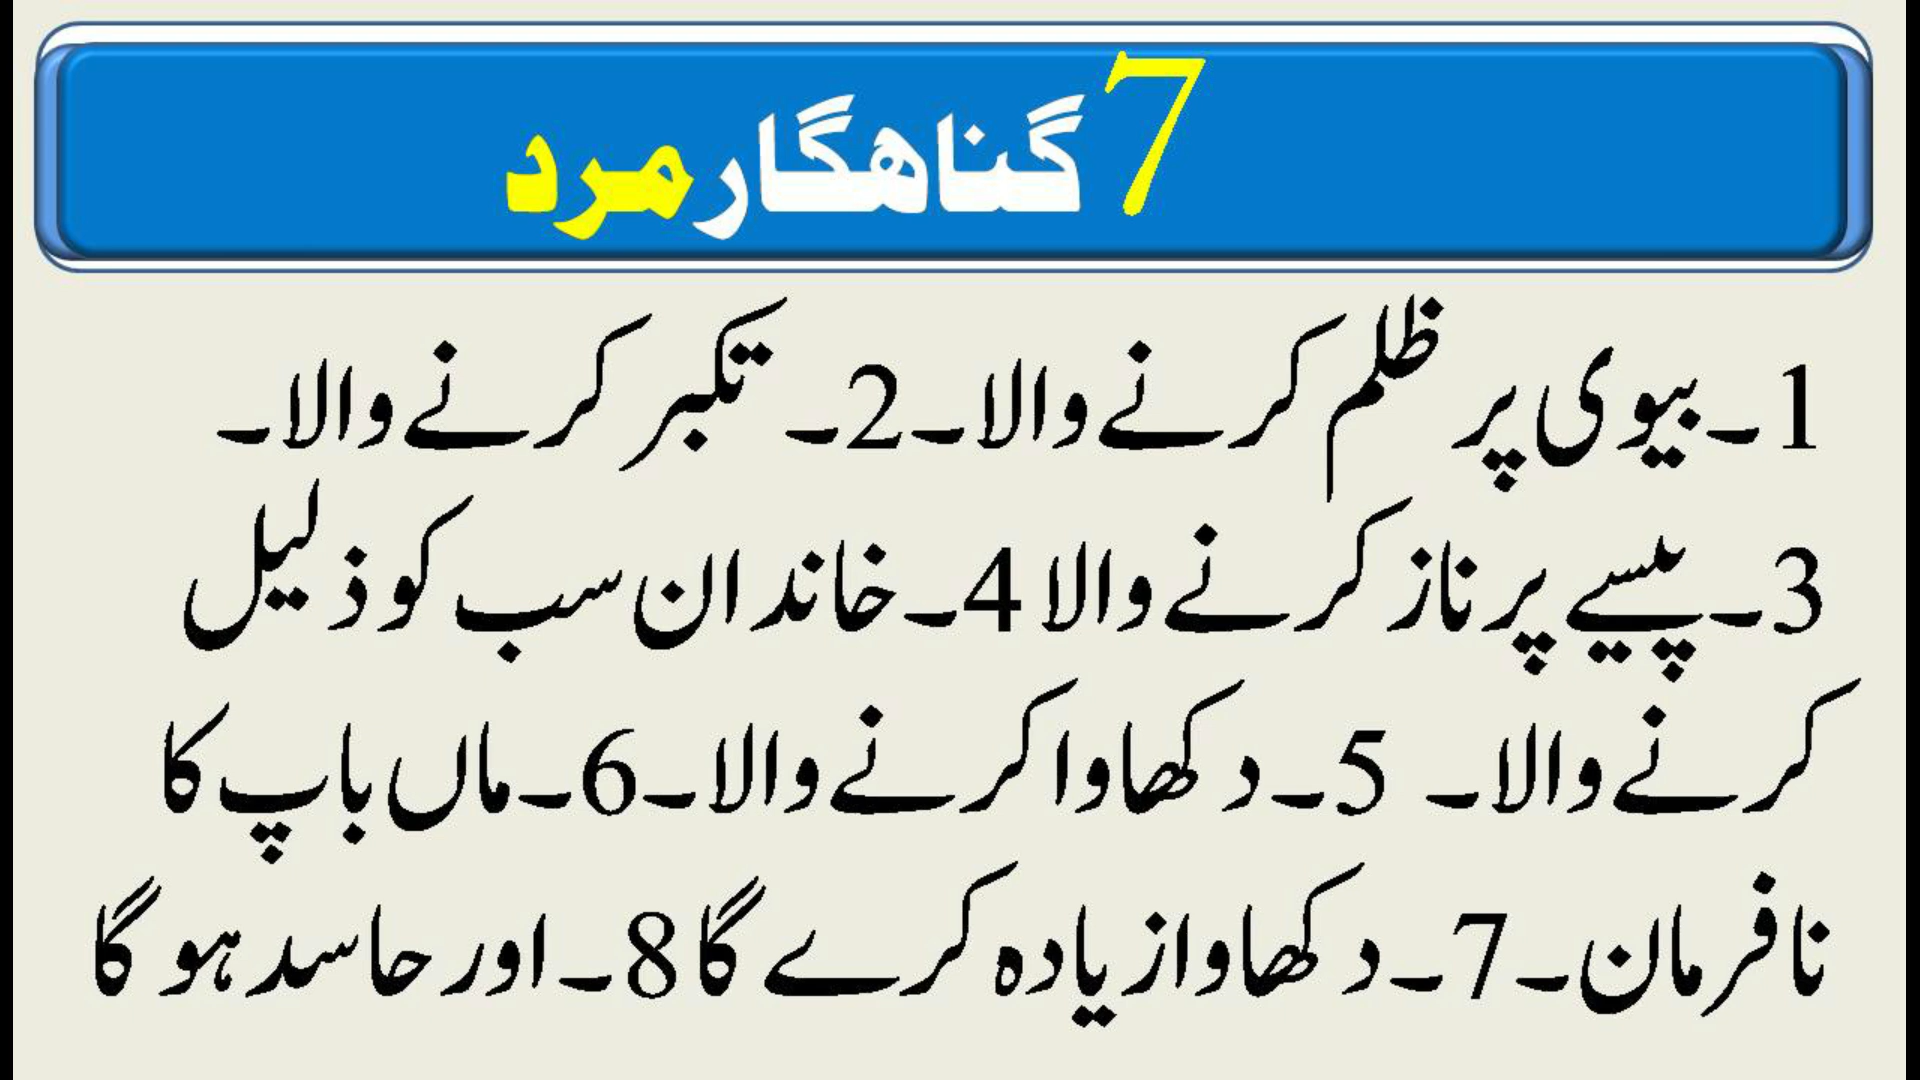 7 گناهگار مرد
1۔ بیوی پر ظلم کرنے والا۔2۔ تکبر کرنے والا۔
3۔پیسے پر ناز کرنے والا 4۔خاندان سب کو ذلیل
کرنے والا۔ 5۔دکھاوا کرنے والا۔6۔ماں باپ کا
نافرمان۔7۔دکھاوا زیادہ کرے گا 8۔اور حاسد ہو گا